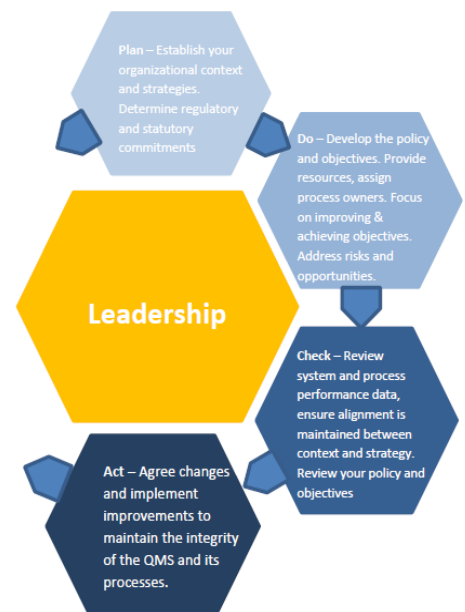 Plan – Establish your
organizational context
and strategies.
Determine regulatory
and statutory
commitments
Do – Develop the policy
and objectives. Provide
resources, assign
process owners. Focus
on improving &
achieving objectives.
Address risks and
opportunities.
Leadership
Check – Review
system and process
performance data,
ensure alignment is
maintained between
context and strategy.
Review your policy and
objectives
Act – Agree changes
and implement
improvements to
maintain the integrity
of the QMS and its
processes.